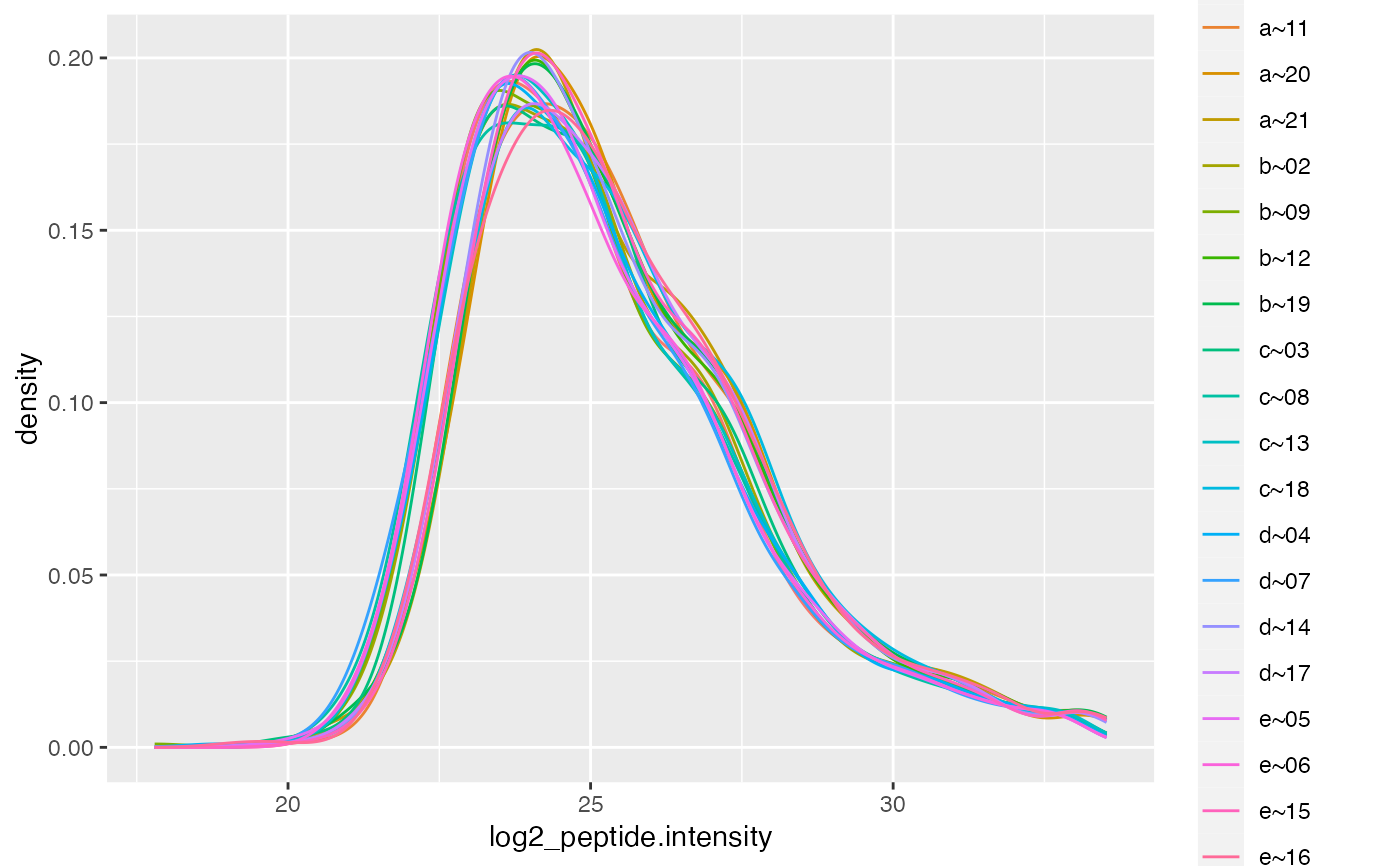 0.20
0.15
0.10
0.05
0.00
density
20
25
30
log2_peptide.intensity
a~11
a~20
a~21
b~02
b~09
b~12
b~19
c~03
c~08
c~13
c~18
d~04
d~07
d~14
d~17
e~05
e~06
e~15
e~16